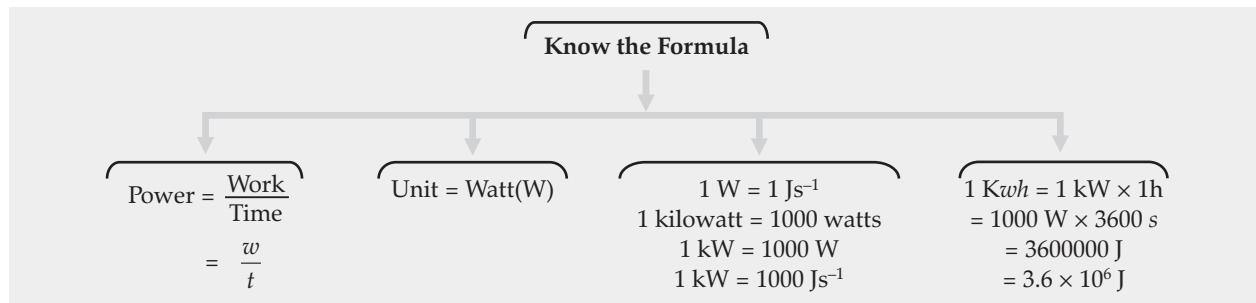 Know the Formula
Power = Work/Time
= w/t
Unit = Watt(W)
1 W = 1 Js⁻¹
1 kilowatt = 1000 watts
1 kW = 1000 W
1 kW = 1000 Js⁻¹
1 Kwh = 1 kW × 1h
= 1000 W × 3600 s
= 3600000 J
= 3.6 × 10⁶ J